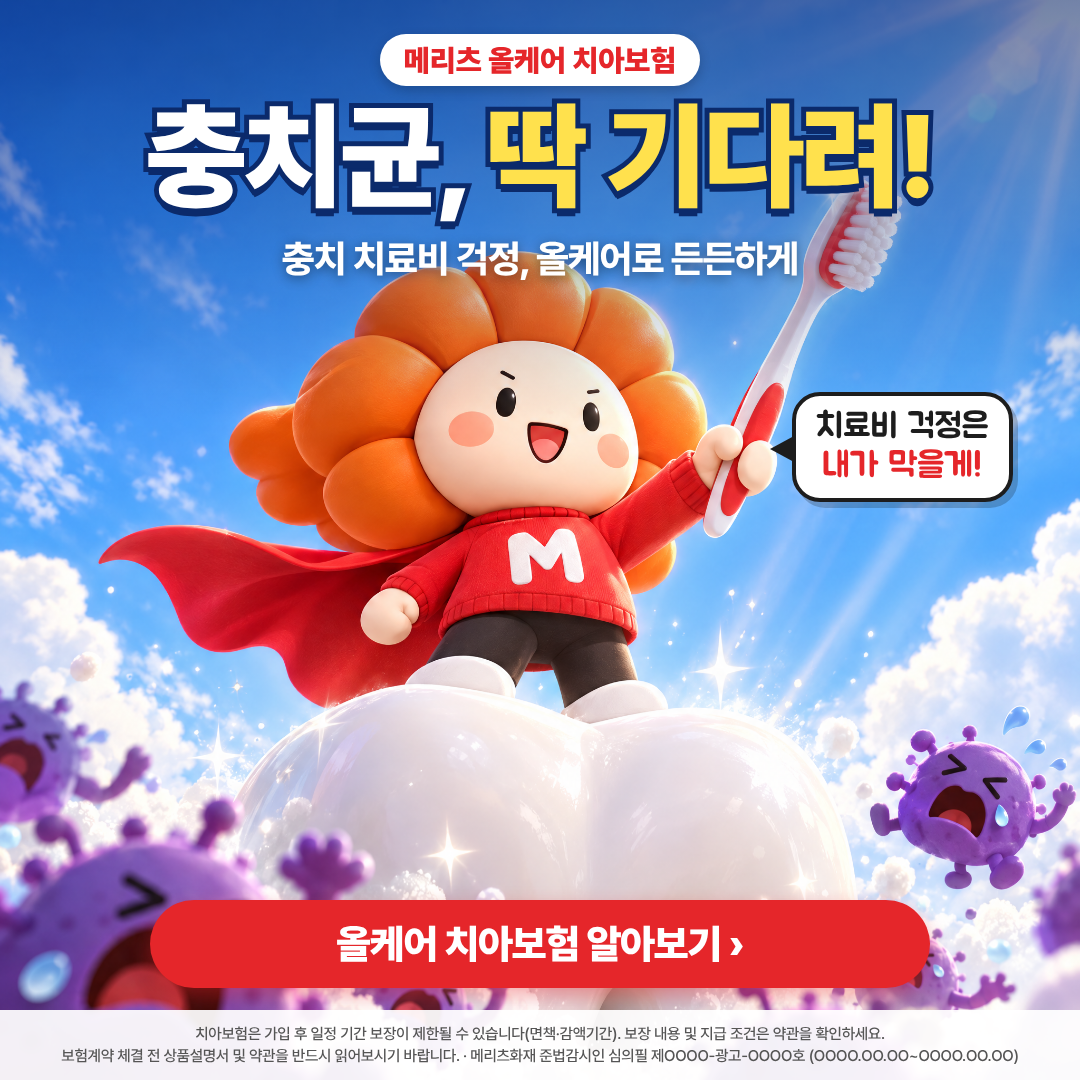 메리츠 올케어 치아보험
충치균, 딱 기다려!
충치 치료비 걱정, 올케어로 든든하게
치료비 걱정은
내가 막을게!
M
올케어 치아보험 알아보기 ›
치아보험은 가입 후 일정 기간 보장이 제한될 수 있습니다(면책·감액기간). 보장 내용 및 지급 조건은 약관을 확인하세요.
보험계약 체결 전 상품설명서 및 약관을 반드시 읽어보시기 바랍니다. · 메리츠화재 준법감시인 심의필 제OOOO-광고-OOOO호 (OOOO.OO.OO~OOOO.OO.OO)